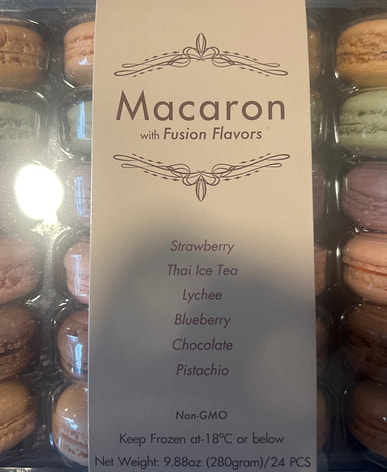 Macaron
with Fusion Flavors
Strawberry
Thai Ice Tea
Lychee
Blueberry
Chocolate
Pistachio
Non-GMO
Keep Frozen at-18ºC or below
Net Weight: 9.88oz (280gram)/24 PCS